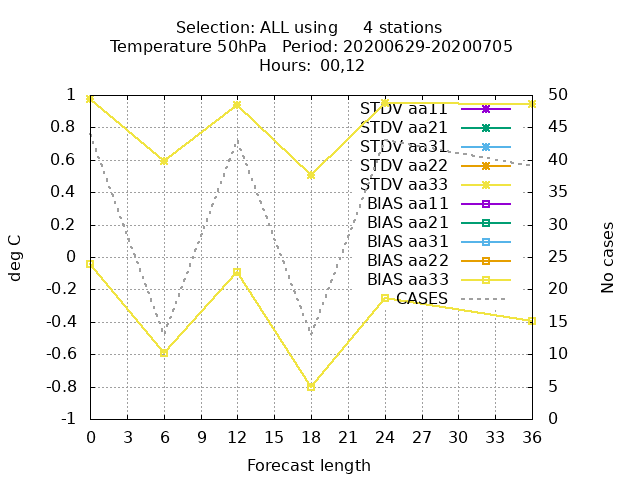 Selection: ALL using     4 stations
Temperature 50hPa   Period: 20200629-20200705
Hours: 00,12
1 50
0.8 45
0.6 40
0.4 35
0.2 30
0 25
-0.2 20
-0.4 15
-0.6 10
-0.8 5
-1 0
deg C
No cases
STDV aa11
STDV aa21
STDV aa31
STDV aa22
STDV aa33
BIAS aa11
BIAS aa21
BIAS aa31
BIAS aa22
BIAS aa33
CASES
0 3 6 9 12 15 18 21 24 27 30 33 36
Forecast length